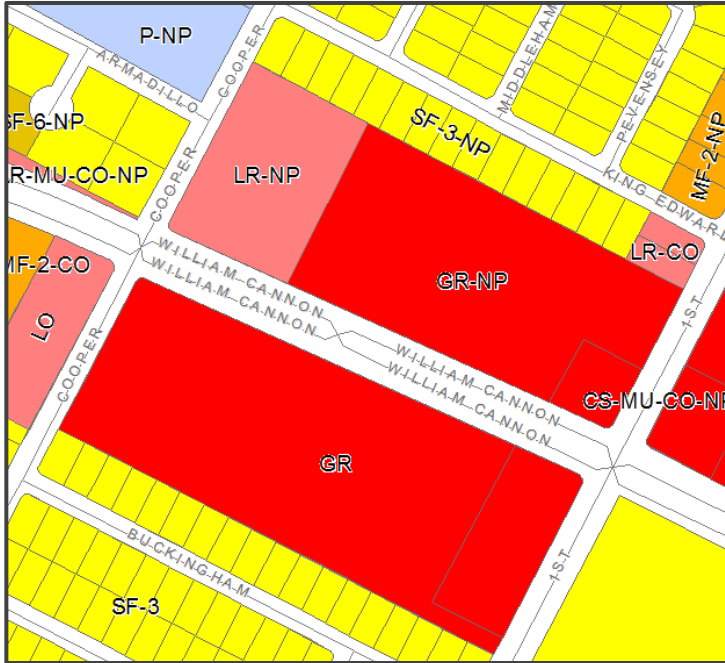 P-NP
ARMADILLO
COOPER
MIDDLEHAM
PEVENSEY
SF-6-NP
SF-3-NP
MF-2-NP
LR-MU-CO-NP
LR-NP
KING EDWARD
COOPER
WILLIAM CANNON
WILLIAM CANNON
LR-CO
MF-2-CO
GR-NP
LO
1ST
COOPER
WILLIAM CANNON
WILLIAM CANNON
CS-MU-CO-NP
GR
BUCKINGHAM
1ST
SF-3